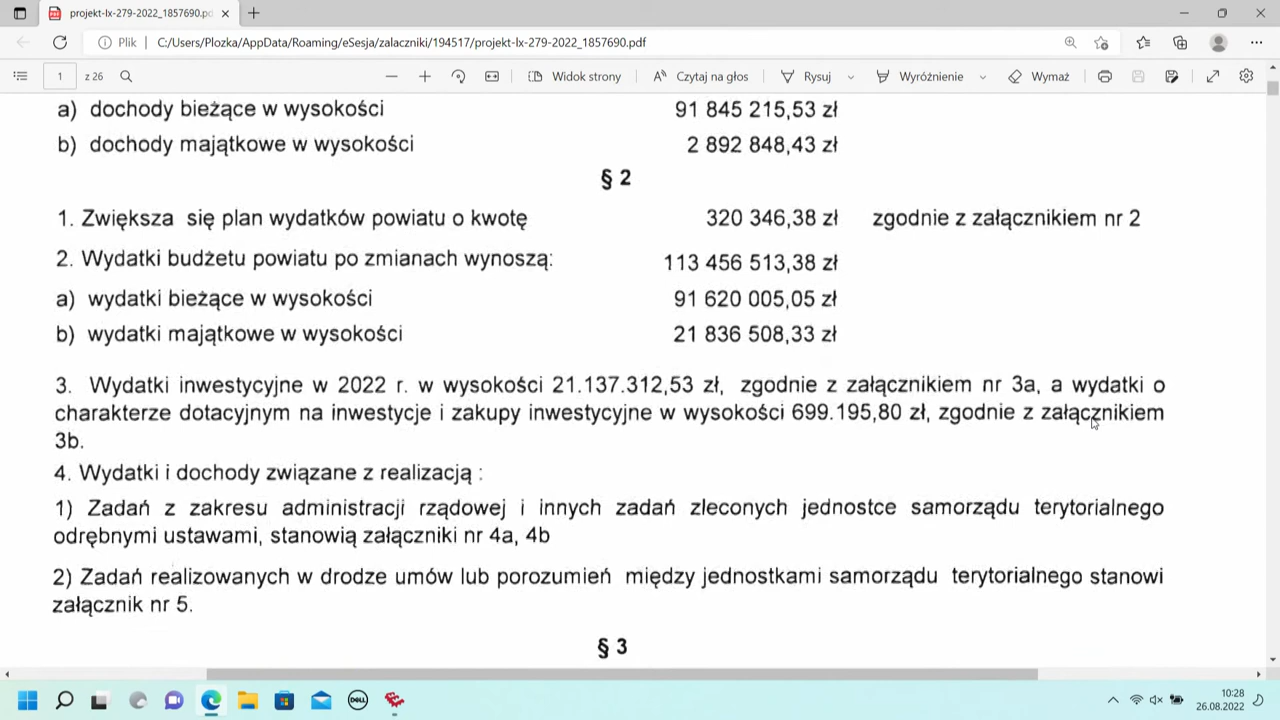 projekt-lx-279-2022_1857690.pd
Plik C:/Users/Plozka/AppData/Roaming/eSesja/zalaczniki/194517/projekt-lx-279-2022_1857690.pdf
1 z 26 Widok strony Czytaj na głos Rysuj Wyróżnienie Wymaż
a) dochody bieżące w wysokości 91 845 215,53 zł
b) dochody majątkowe w wysokości 2 892 848,43 zł
§ 2
1. Zwiększa się plan wydatków powiatu o kwotę 320 346,38 zł zgodnie z załącznikiem nr 2
2. Wydatki budżetu powiatu po zmianach wynoszą: 113 456 513,38 zł
a) wydatki bieżące w wysokości 91 620 005,05 zł
b) wydatki majątkowe w wysokości 21 836 508,33 zł
3. Wydatki inwestycyjne w 2022 r. w wysokości 21.137.312,53 zł, zgodnie z załącznikiem nr 3a, a wydatki o
charakterze dotacyjnym na inwestycje i zakupy inwestycyjne w wysokości 699.195,80 zł, zgodnie z załącznikiem
3b.
4. Wydatki i dochody związane z realizacją :
1) Zadań z zakresu administracji rządowej i innych zadań zleconych jednostce samorządu terytorialnego
odrębnymi ustawami, stanowią załączniki nr 4a, 4b
2) Zadań realizowanych w drodze umów lub porozumień między jednostkami samorządu terytorialnego stanowi
załącznik nr 5.
§ 3
DELL
10:28
26.08.2022